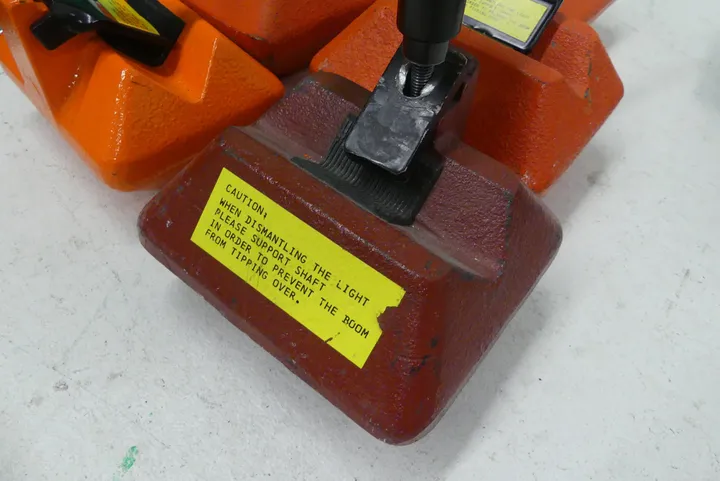 CAUTION:
WHEN DISMANTLING THE LIGHT
PLEASE SUPPORT SHAFT
IN ORDER TO PREVENT THE BOOM
FROM TIPPING OVER.